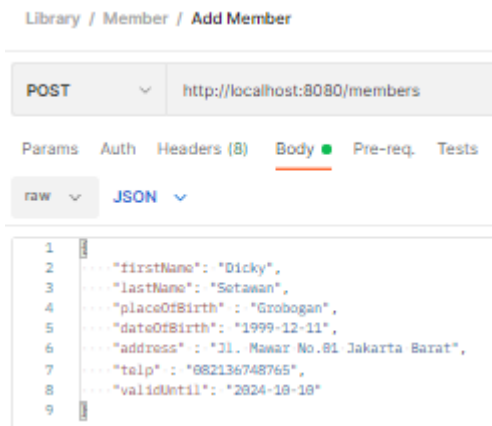 Library / Member / Add Member
POST http://localhost:8080/members
Params Auth Headers (8) Body Pre-req. Tests
raw JSON
1 {
2 "firstName": "Dicky",
3 "lastName": "Setawan",
4 "placeOfBirth" : "Grobogan",
5 "dateOfBirth": "1999-12-11",
6 "address" : "Jl. Mawar No.01 Jakarta Barat",
7 "telp" : "082136748765",
8 "validUntil": "2024-10-10"
9 }